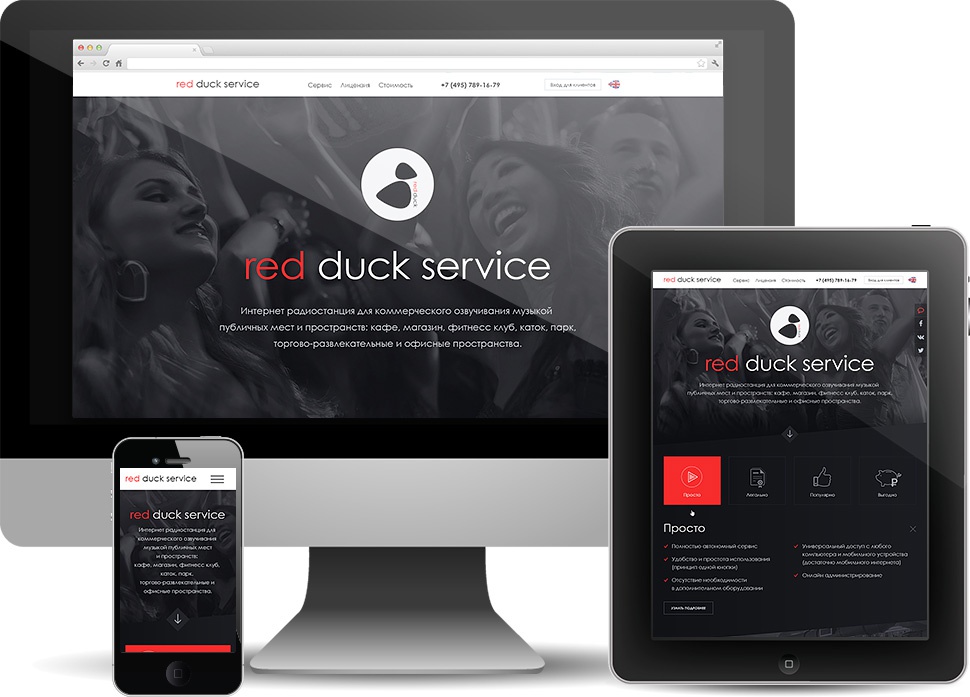 red duck service Сервис Лицензия Стоимость +7 (495) 789-16-79 Вход для клиентов
red duck
red duck service
Интернет радиостанция для коммерческого озвучивания музыкой
публичных мест и пространств: кафе, магазин, фитнесс клуб, каток, парк,
торгово-развлекательные и офисные пространства.
red duck service Сервис Лицензия Стоимость +7 (495) 789-16-79 Вход для клиентов
red duck service
Интернет радиостанция для коммерческого озвучивания музыкой
публичных мест и пространств: кафе, магазин, фитнесс клуб, каток, парк,
торгово-развлекательные и офисные пространства.
Просто Легально Популярно Выгодно
Просто
Полностью автономный сервис
Удобство и простота использования
(принцип одной кнопки)
Отсутствие необходимости
в дополнительном оборудовании
Универсальный доступ с любого
компьютера и мобильного устройства
(достаточно мобильного интернета)
Онлайн администрирование
УЗНАТЬ ПОДРОБНЕЕ
red duck service
red duck service
Интернет радиостанция для
коммерческого озвучивания
музыкой публичных мест
и пространств:
кафе, магазин, фитнесс клуб,
каток, парк,
торгово-развлекательные и
офисные пространства.